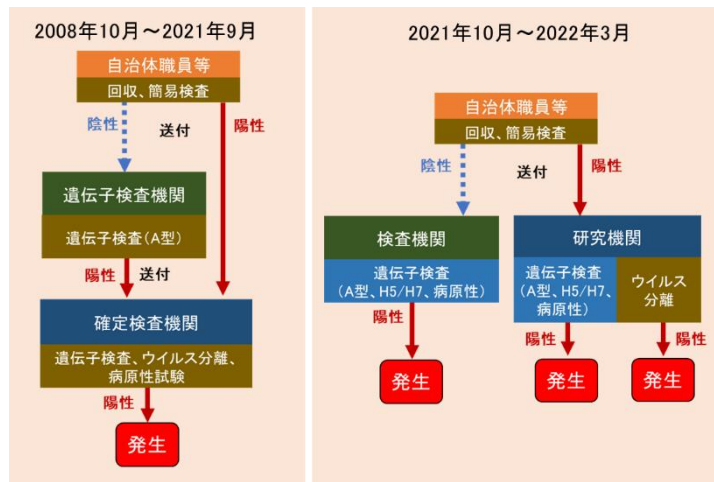 2008年10月～2021年9月
自治体職員等
回収、簡易検査
陰性
送付
陽性
遺伝子検査機関
遺伝子検査(A型)
陽性
送付
確定検査機関
遺伝子検査、ウイルス分離、
病原性試験
陽性
発生
2021年10月～2022年3月
自治体職員等
回収、簡易検査
陰性
送付
陽性
検査機関
遺伝子検査
(A型、H5/H7、病原性)
陽性
発生
研究機関
遺伝子検査
(A型、H5/H7、
病原性)
ウイルス
分離
陽性
陽性
発生
発生